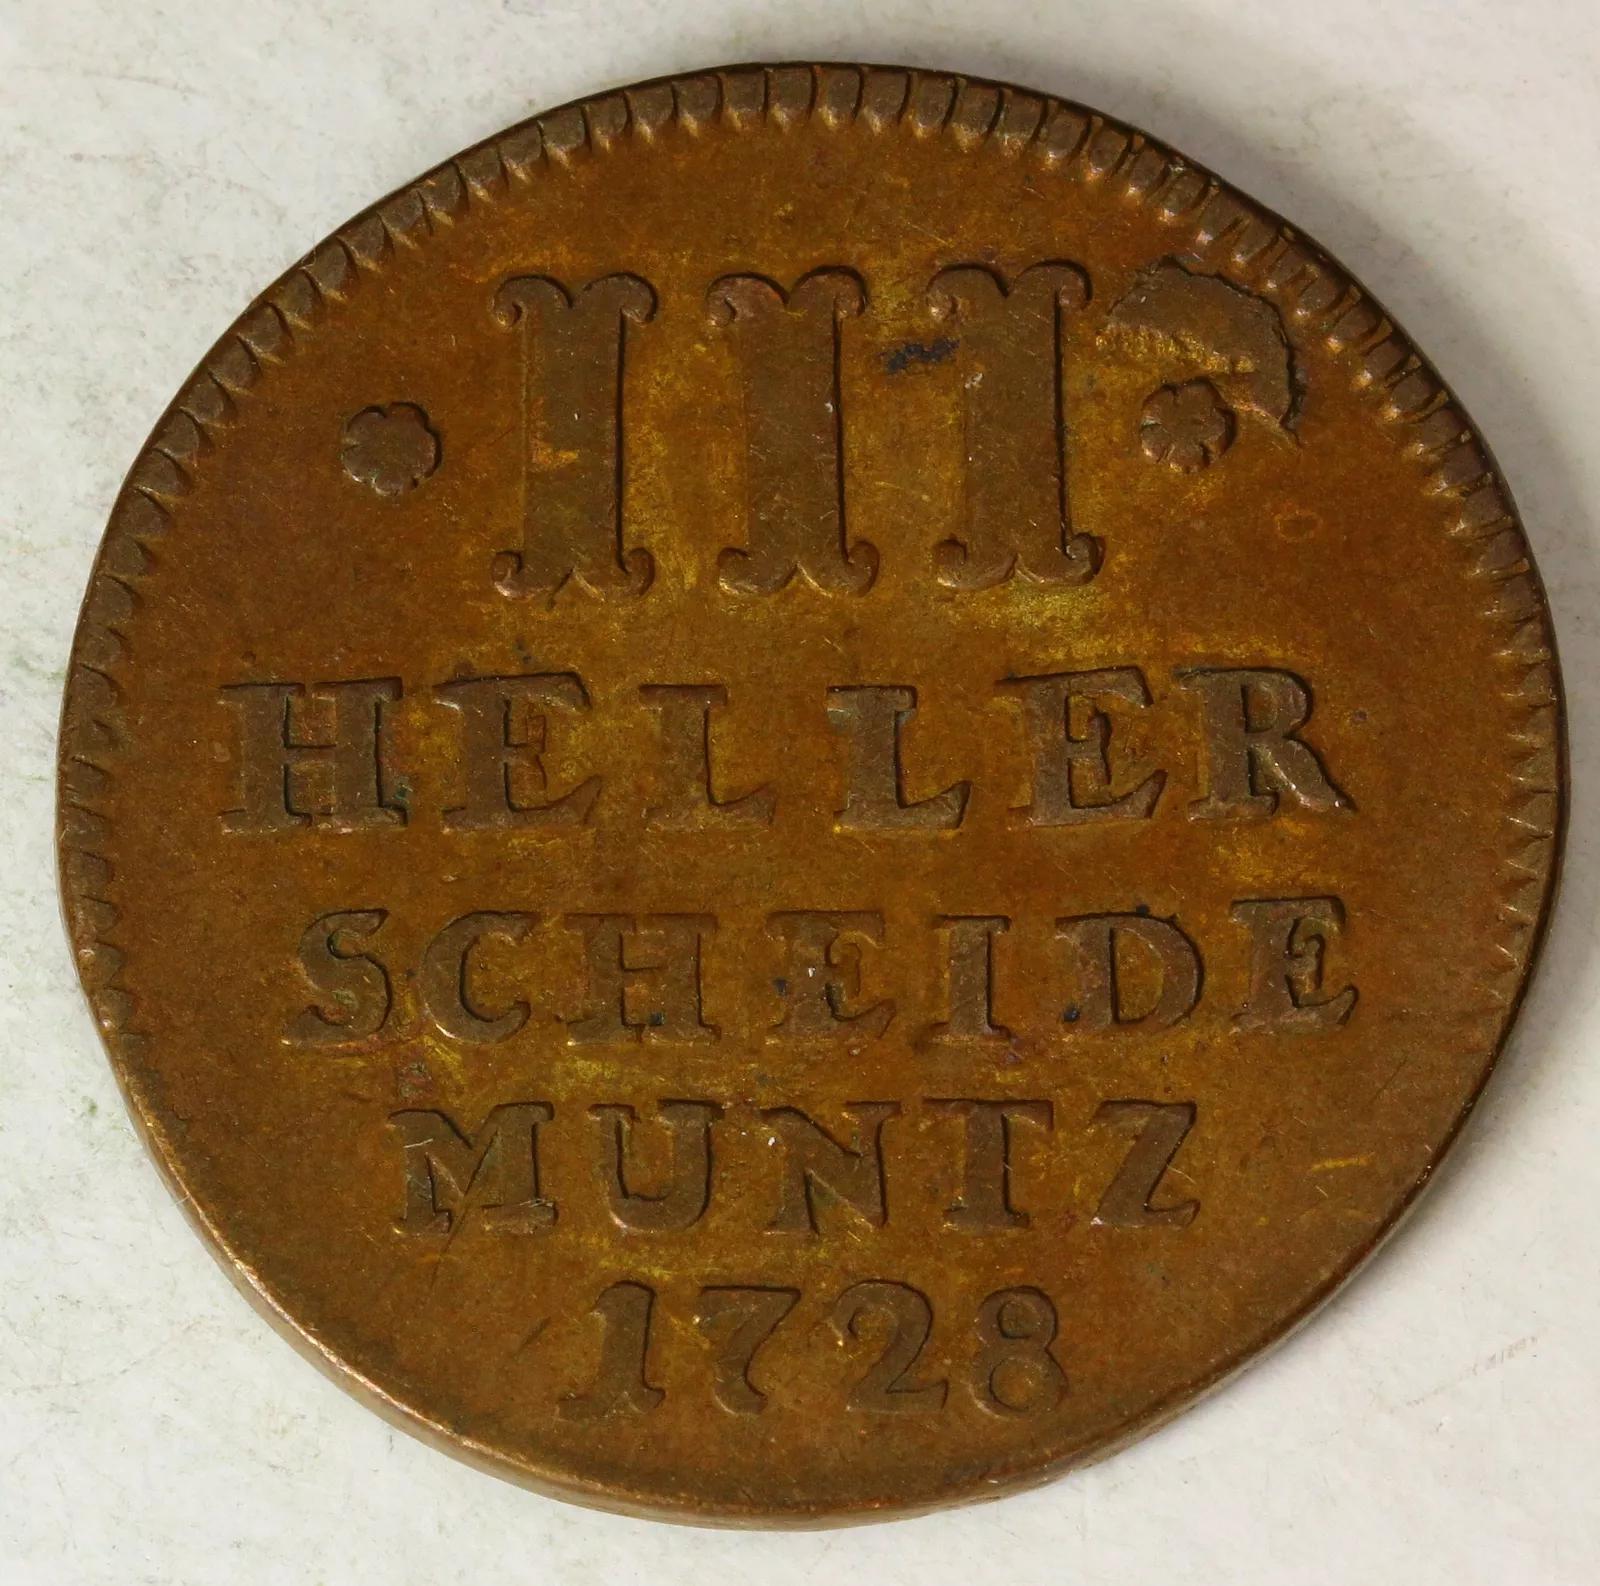 · III ·
HELLER
SCHEIDE
MUNTZ
1728